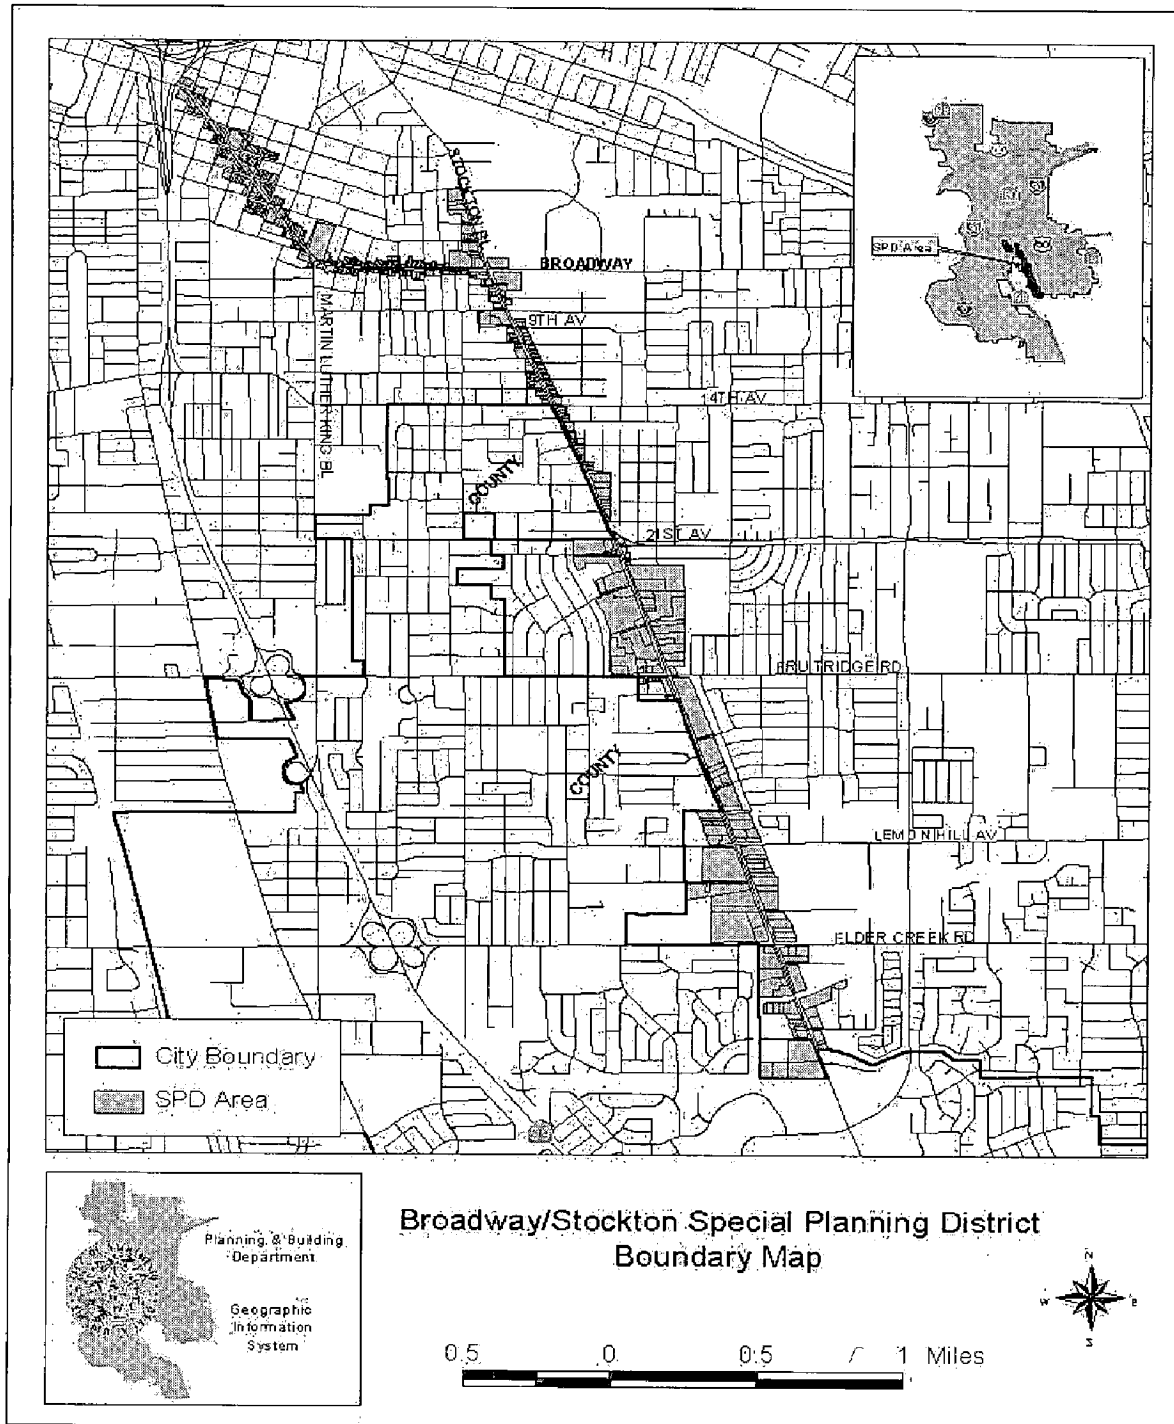 STOCKTON BL
BROADWAY
SPD Area
9TH AV
MARTIN LUTHER KING BL
14TH AV
COUNTY
21ST AV
FRUITRIDGE RD
COUNTY
LEMON HILL AV
ELDER CREEK RD
City Boundary
SPD Area
Planning & Building
Department
Geographic
Information
System
Broadway/Stockton Special Planning District
Boundary Map
N
W
E
S
0.5 0 0.5 1 Miles